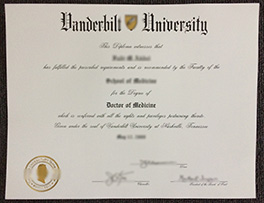 Vanderbilt University
This Diploma witnesses that
has fulfilled the prescribed requirements and is recommended by the Faculty of the
School of Medicine
for the Degree of
Doctor of Medicine
which is conferred with all the rights and privileges pertaining thereto.
Given under the seal of Vanderbilt University at Nashville, Tennessee